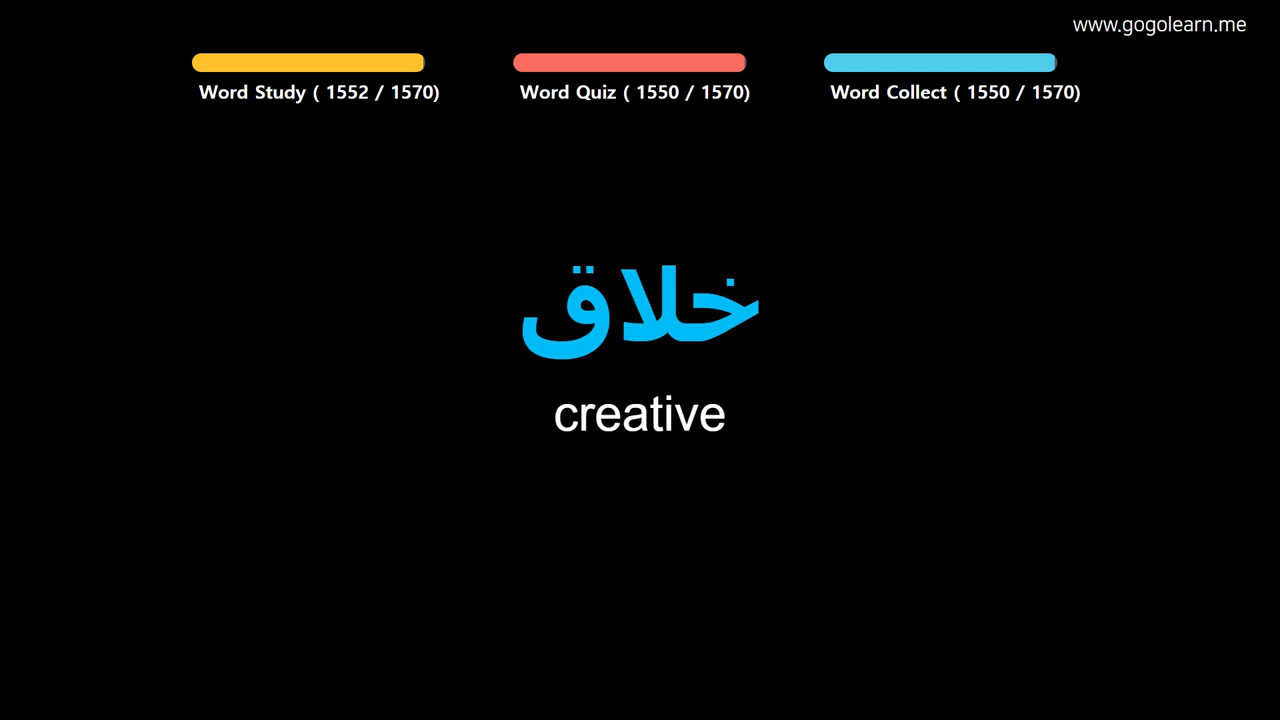 www.gogolearn.me
Word Study ( 1552 / 1570)
Word Quiz ( 1550 / 1570)
Word Collect ( 1550 / 1570)
خلاق
creative